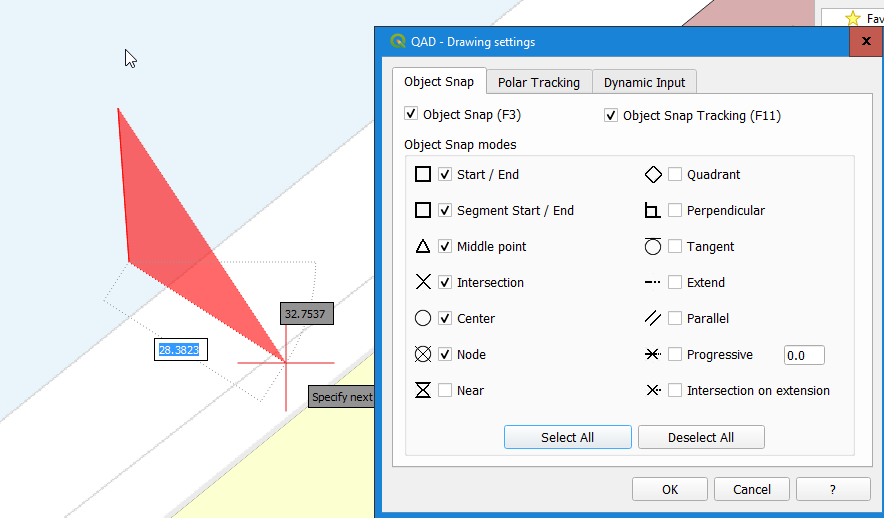 Fav
QAD - Drawing settings
Object Snap
Polar Tracking
Dynamic Input
Object Snap (F3)
Object Snap Tracking (F11)
Object Snap modes
Start / End
Quadrant
Segment Start / End
Perpendicular
Middle point
Tangent
Intersection
Extend
32.7537
Center
Parallel
28.3823
Node
Progressive
0.0
Near
Intersection on extension
Specify next
Select All
Deselect All
OK
Cancel
?